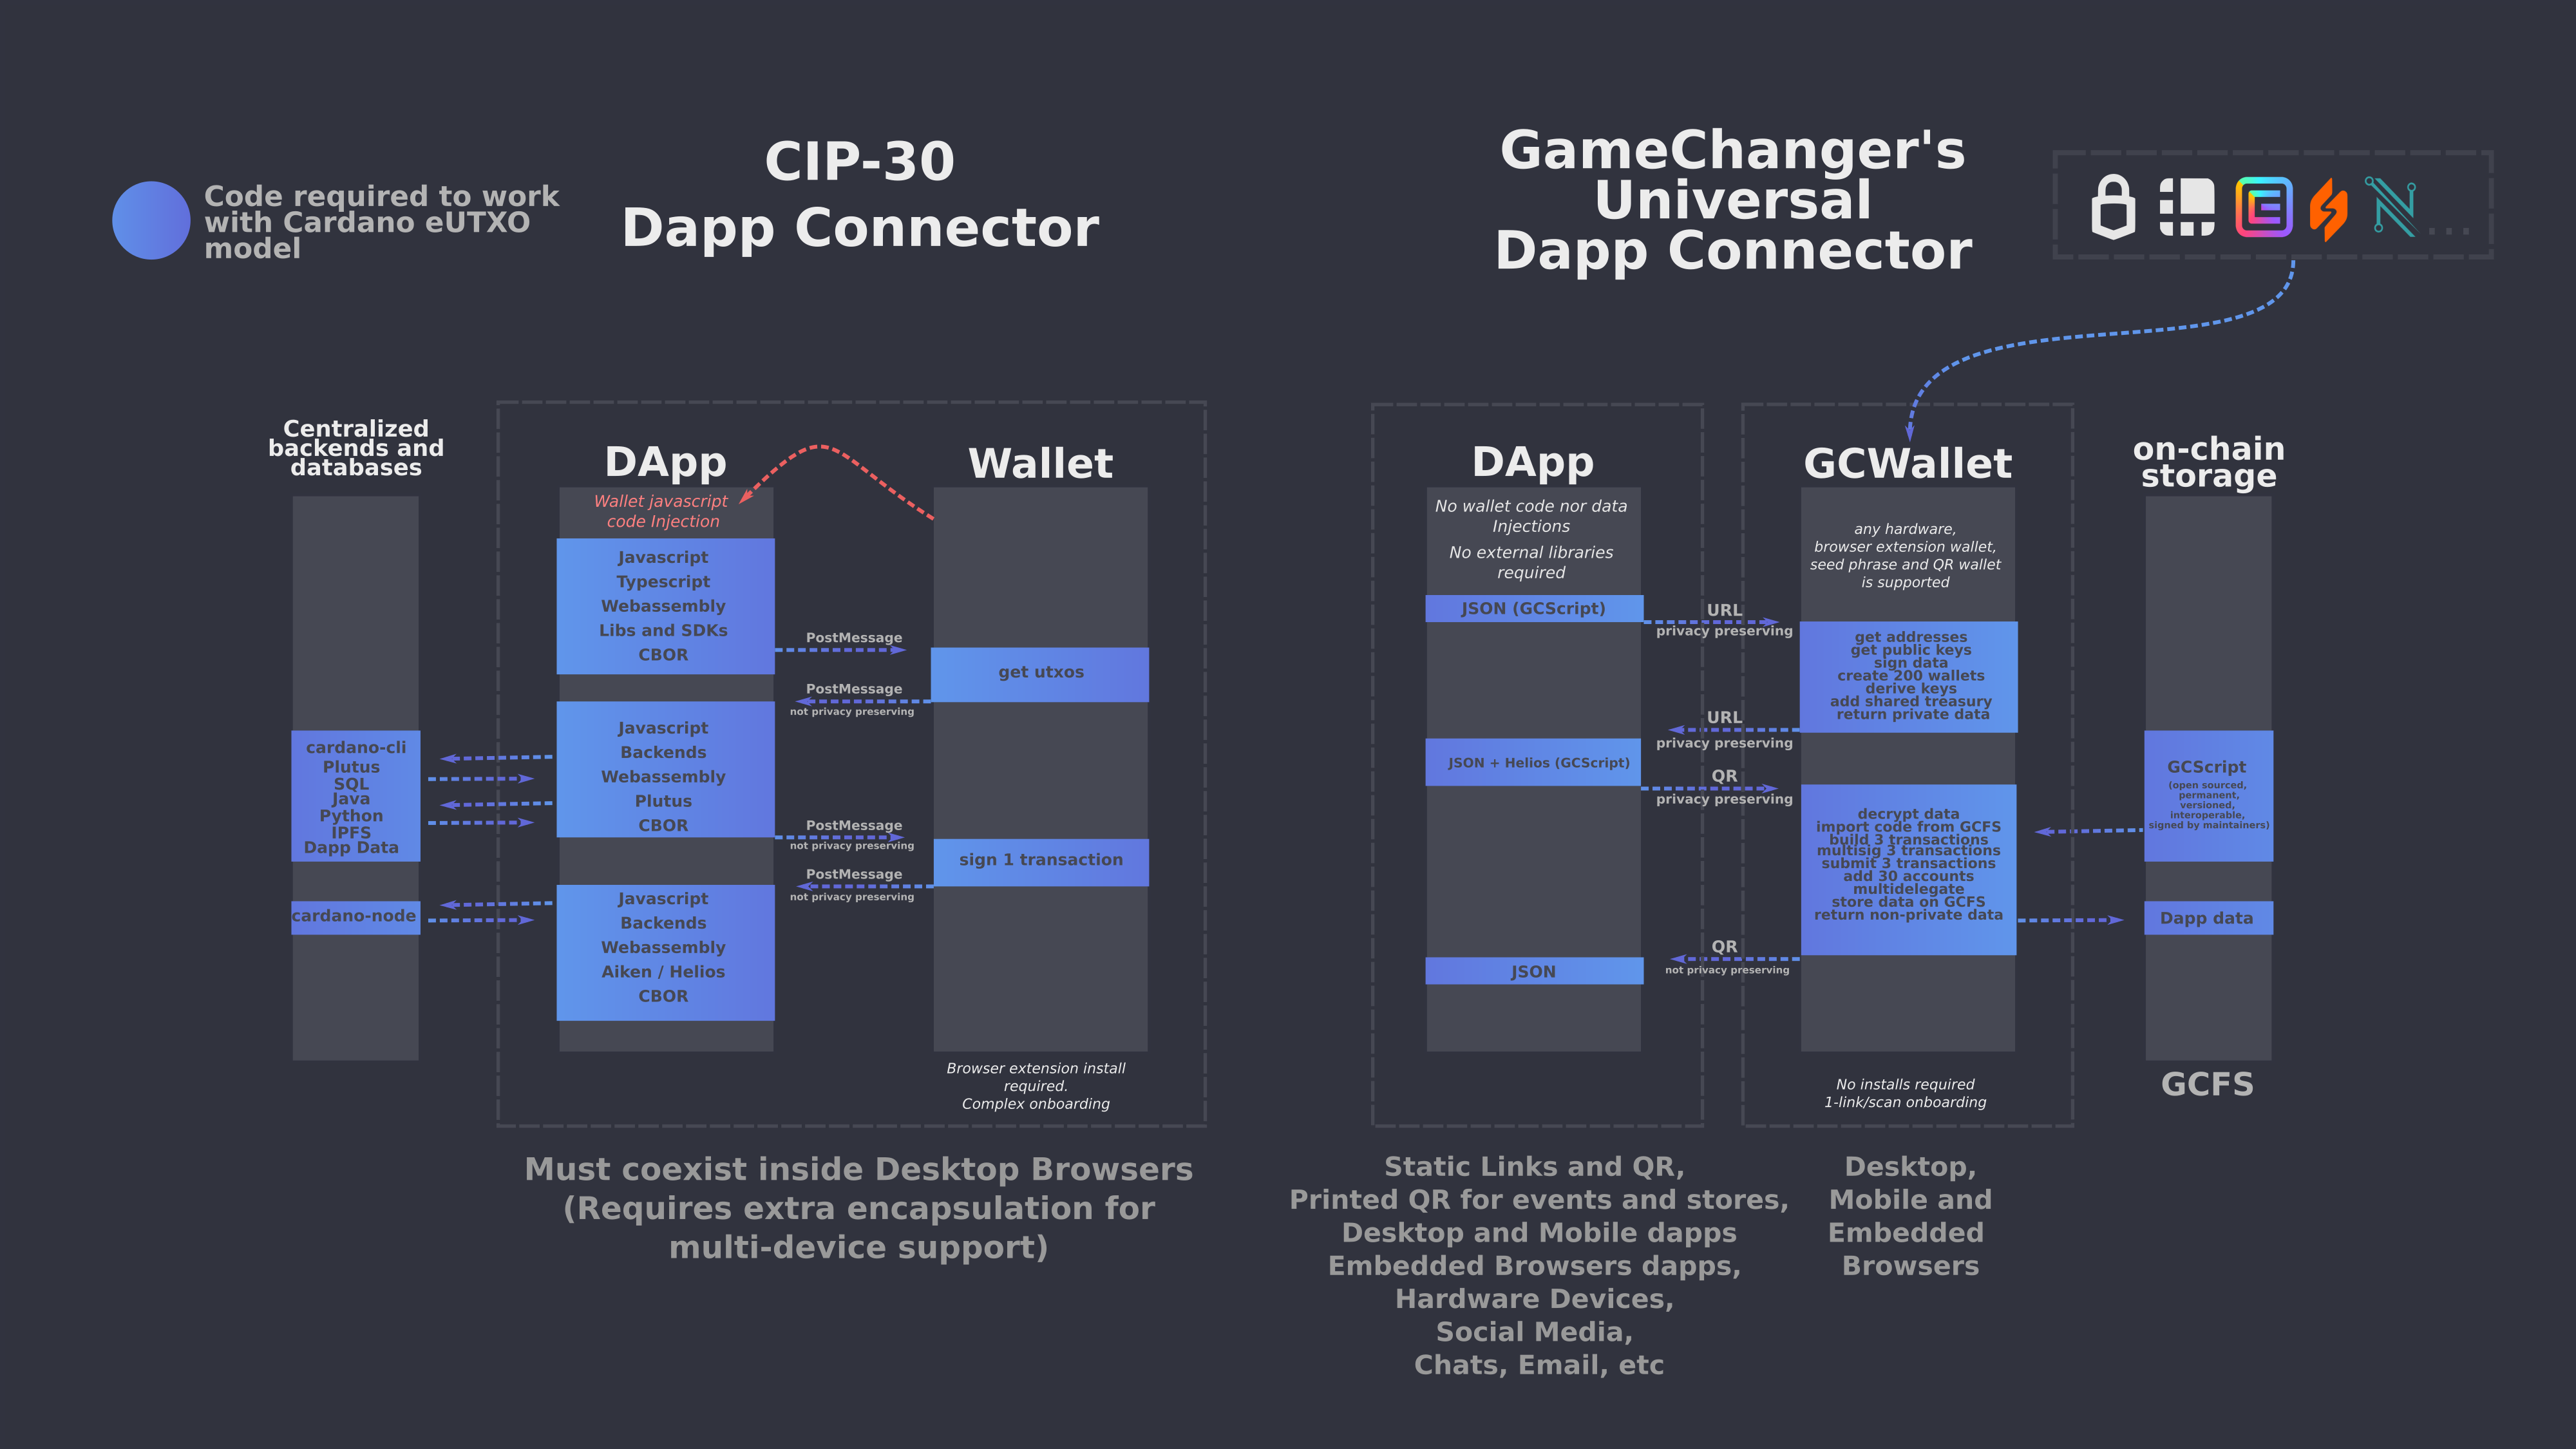 Code required to work
with Cardano eUTXO
model
CIP-30
Dapp Connector
Centralized
backends and
databases
cardano-cli
Plutus
SQL
Java
Python
IPFS
Dapp Data
cardano-node
DApp
Wallet javascript
code Injection
Javascript
Typescript
Webassembly
Libs and SDKs
CBOR
Javascript
Backends
Webassembly
Plutus
CBOR
Javascript
Backends
Webassembly
Aiken / Helios
CBOR
PostMessage
PostMessage
not privacy preserving
PostMessage
not privacy preserving
PostMessage
not privacy preserving
Wallet
get utxos
sign 1 transaction
Browser extension install
required.
Complex onboarding
Must coexist inside Desktop Browsers
(Requires extra encapsulation for
multi-device support)
GameChanger's
Universal
Dapp Connector
...
DApp
No wallet code nor data
Injections
No external libraries
required
JSON (GCScript)
JSON + Helios (GCScript)
JSON
URL
privacy preserving
URL
privacy preserving
QR
privacy preserving
QR
not privacy preserving
GCWallet
any hardware,
browser extension wallet,
seed phrase and QR wallet
is supported
get addresses
get public keys
sign data
create 200 wallets
derive keys
add shared treasury
return private data
decrypt data
import code from GCFS
build 3 transactions
multisig 3 transactions
submit 3 transactions
add 30 accounts
multidelegate
store data on GCFS
return non-private data
No installs required
1-link/scan onboarding
on-chain
storage
GCScript
(open sourced,
permanent,
versioned,
interoperable,
signed by maintainers)
Dapp data
GCFS
Static Links and QR,
Printed QR for events and stores,
Desktop and Mobile dapps
Embedded Browsers dapps,
Hardware Devices,
Social Media,
Chats, Email, etc
Desktop,
Mobile and
Embedded
Browsers